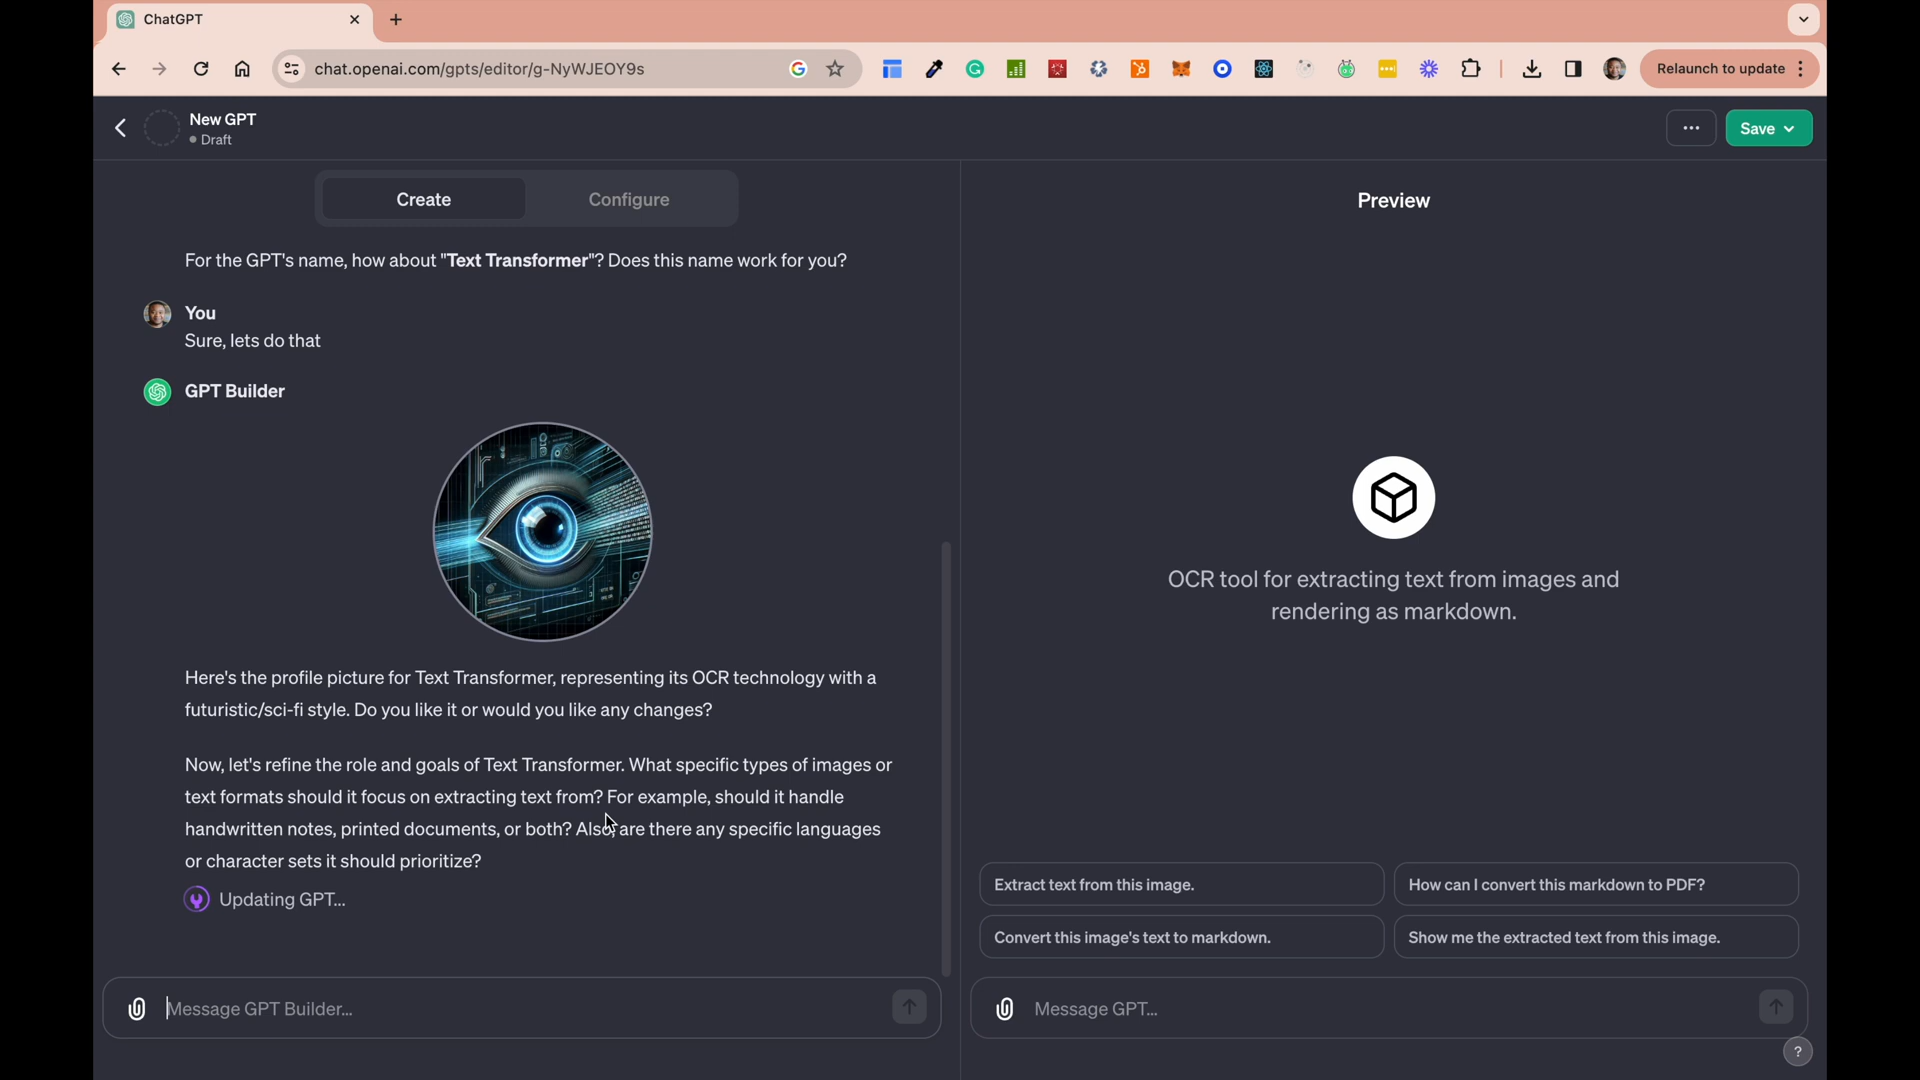 ChatGPT
chat.openai.com/gpts/editor/g-NyWJEOY9s
Relaunch to update
New GPT
Draft
Save
Create
Configure
Preview
For the GPT's name, how about "Text Transformer"? Does this name work for you?
You
Sure, lets do that
GPT Builder
Here's the profile picture for Text Transformer, representing its OCR technology with a
futuristic/sci-fi style. Do you like it or would you like any changes?
Now, let's refine the role and goals of Text Transformer. What specific types of images or
text formats should it focus on extracting text from? For example, should it handle
handwritten notes, printed documents, or both? Also, are there any specific languages
or character sets it should prioritize?
Updating GPT...
Message GPT Builder...
OCR tool for extracting text from images and
rendering as markdown.
Extract text from this image.
How can I convert this markdown to PDF?
Convert this image's text to markdown.
Show me the extracted text from this image.
Message GPT...
?